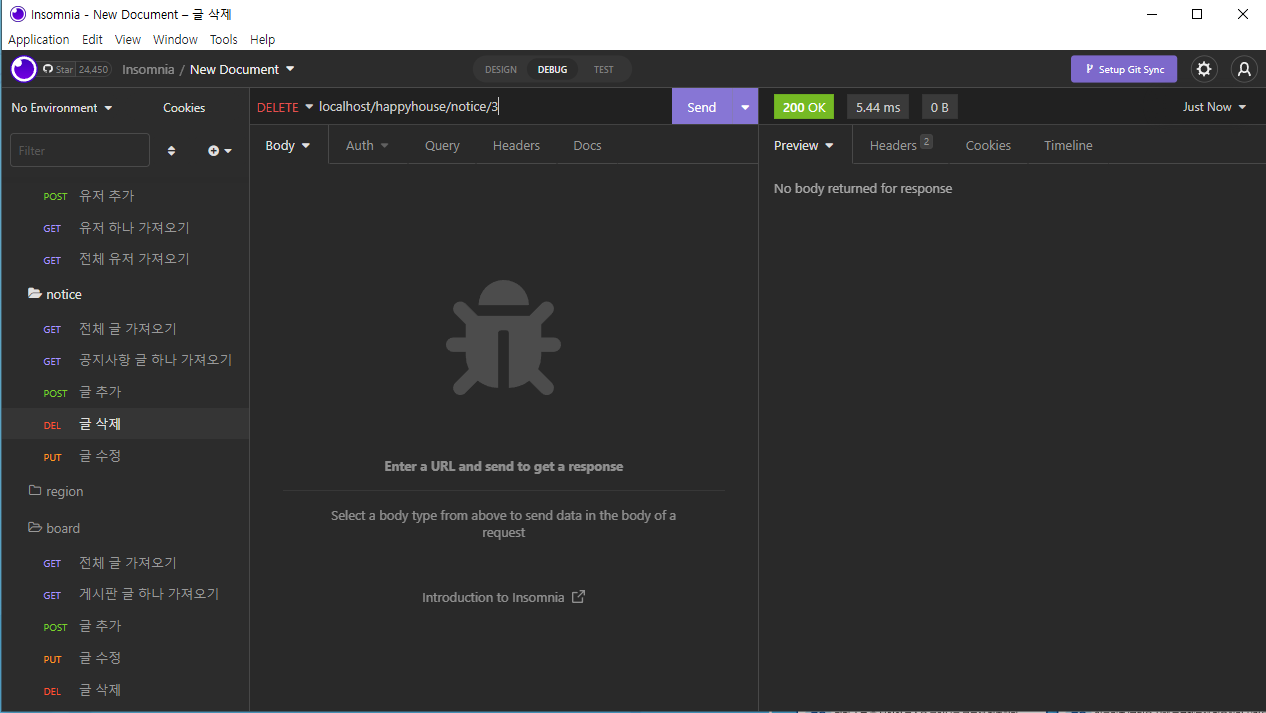 Insomnia - New Document – 글 삭제
Application Edit View Window Tools Help
Star 24,450 Insomnia / New Document DESIGN DEBUG TEST Setup Git Sync
No Environment Cookies
DELETE localhost/happyhouse/notice/3 Send 200 OK 5.44 ms 0 B Just Now
Filter
Body Auth Query Headers Docs
Preview Headers 2 Cookies Timeline
No body returned for response
POST 유저 추가
GET 유저 하나 가져오기
GET 전체 유저 가져오기
notice
GET 전체 글 가져오기
GET 공지사항 글 하나 가져오기
POST 글 추가
DEL 글 삭제
PUT 글 수정
region
board
GET 전체 글 가져오기
GET 게시판 글 하나 가져오기
POST 글 추가
PUT 글 수정
DEL 글 삭제
Enter a URL and send to get a response
Select a body type from above to send data in the body of a
request
Introduction to Insomnia